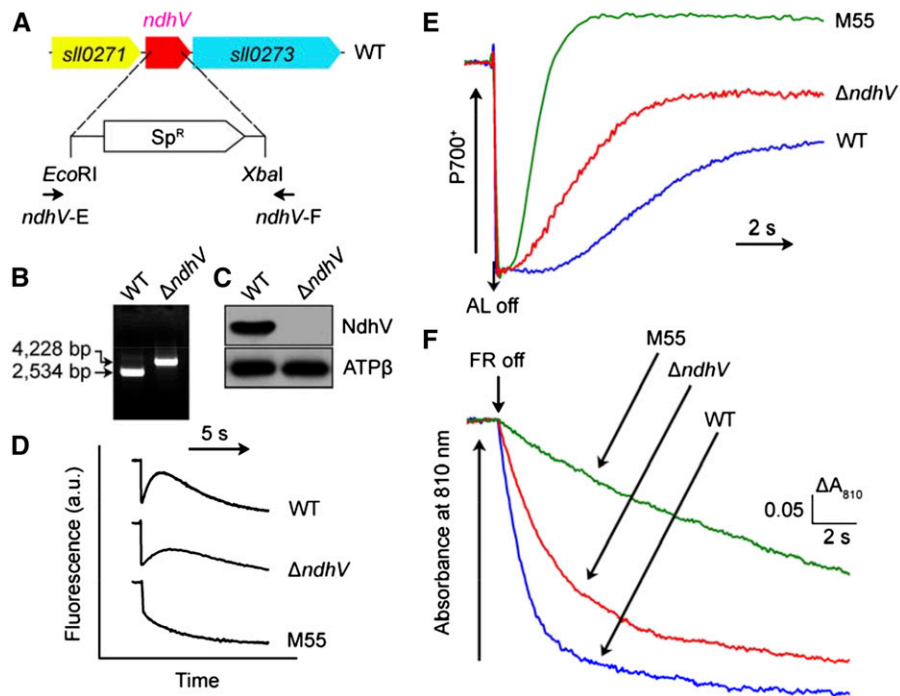 A
ndhV
sll0271
sll0273
WT
Sp^R
EcoRI
XbaI
ndhV-E
ndhV-F
B
WT
ΔndhV
4,228 bp
2,534 bp
C
WT
ΔndhV
NdhV
ATPβ
D
5 s
Fluorescence (a.u.)
WT
ΔndhV
M55
Time
E
M55
ΔndhV
WT
P700⁺
2 s
AL off
F
FR off
M55
ΔndhV
WT
Absorbance at 810 nm
ΔA₈₁₀
0.05
2 s